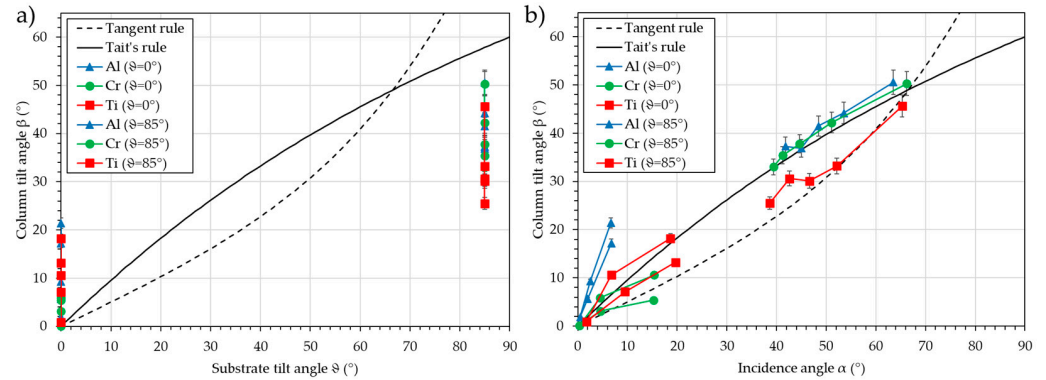 a)
Column tilt angle β (°)
60
50
40
30
20
10
0
Tangent rule
Tait's rule
Al (ϑ=0°)
Cr (ϑ=0°)
Ti (ϑ=0°)
Al (ϑ=85°)
Cr (ϑ=85°)
Ti (ϑ=85°)
0 10 20 30 40 50 60 70 80 90
Substrate tilt angle ϑ (°)
b)
Column tilt angle β (°)
60
50
40
30
20
10
0
Tangent rule
Tait's rule
Al (ϑ=0°)
Cr (ϑ=0°)
Ti (ϑ=0°)
Al (ϑ=85°)
Cr (ϑ=85°)
Ti (ϑ=85°)
0 10 20 30 40 50 60 70 80 90
Incidence angle α (°)